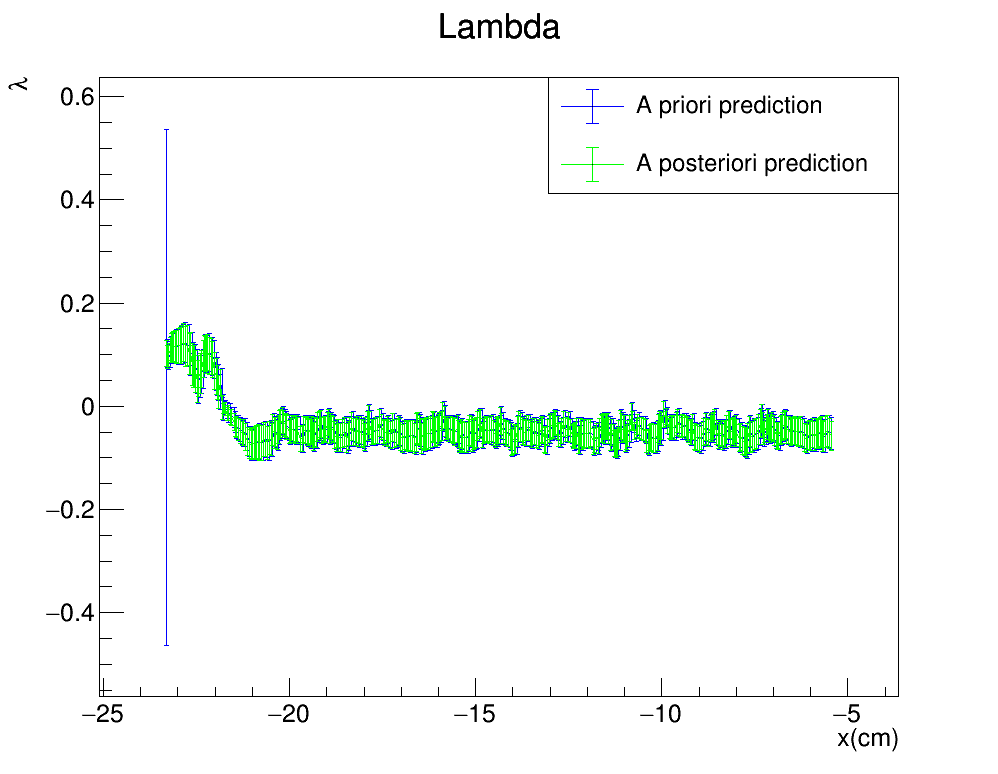 Lambda
λ
A priori prediction
A posteriori prediction
0.6
0.4
0.2
0
−0.2
−0.4
−25 −20 −15 −10 −5
x(cm)